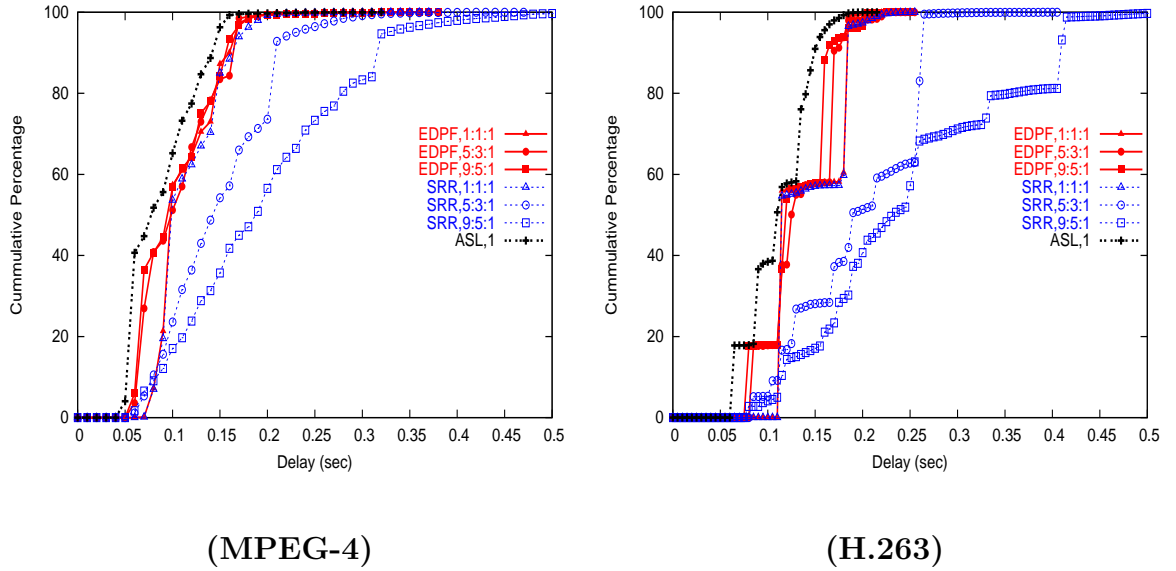 100
80
60
40
20
0
0 0.05 0.1 0.15 0.2 0.25 0.3 0.35 0.4 0.45 0.5
Cummulative Percentage
Delay (sec)
EDPF,1:1:1
EDPF,5:3:1
EDPF,9:5:1
SRR,1:1:1
SRR,5:3:1
SRR,9:5:1
ASL,1
(MPEG-4)
100
80
60
40
20
0
0 0.05 0.1 0.15 0.2 0.25 0.3 0.35 0.4 0.45 0.5
Cummulative Percentage
Delay (sec)
EDPF,1:1:1
EDPF,5:3:1
EDPF,9:5:1
SRR,1:1:1
SRR,5:3:1
SRR,9:5:1
ASL,1
(H.263)